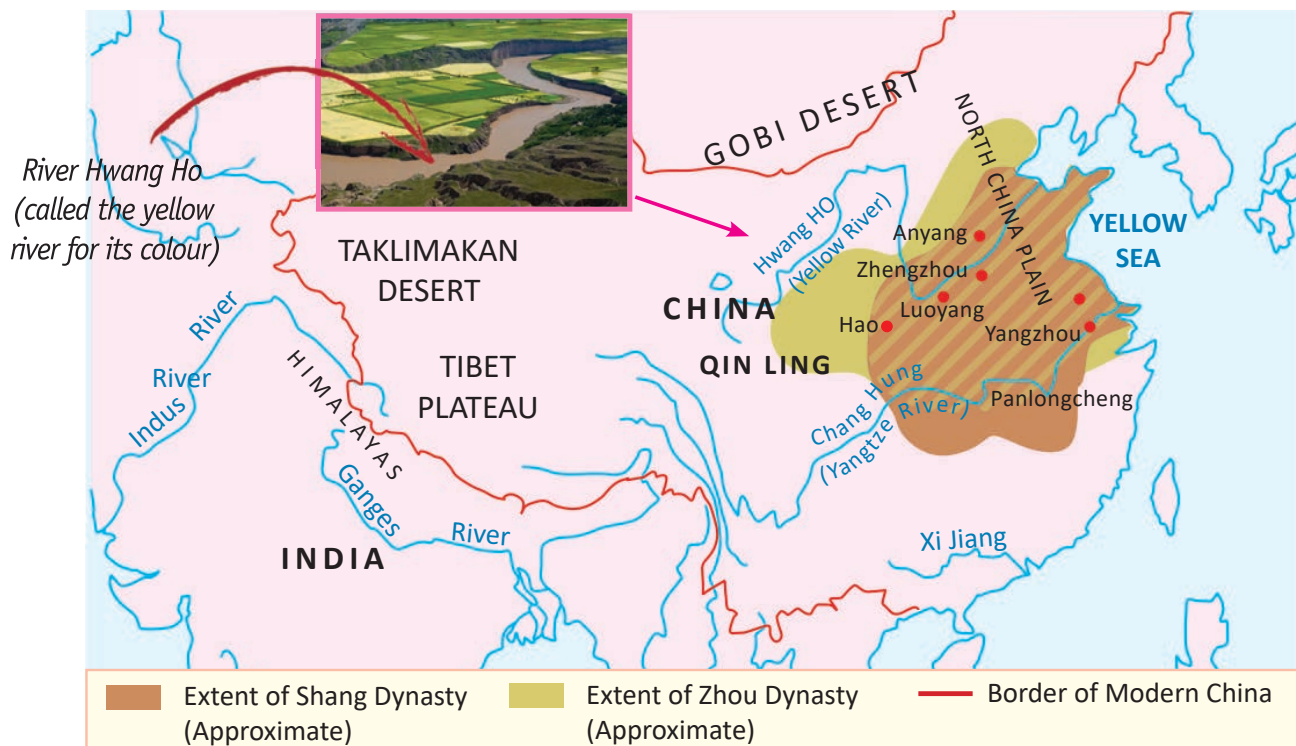 River Hwang Ho
(called the yellow
river for its colour)
GOBI DESERT
NORTH CHINA PLAIN
TAKLIMAKAN
DESERT
Hwang HO
(Yellow River)
Anyang
Zhengzhou
YELLOW
SEA
CHINA
Luoyang
Hao
Yangzhou
QIN LING
TIBET
PLATEAU
River
River
Indus
HIMALAYAS
Chang Hung
(Yangtze River)
Panlongcheng
Ganges
River
INDIA
Xi Jiang
Extent of Shang Dynasty
(Approximate)
Extent of Zhou Dynasty
(Approximate)
Border of Modern China